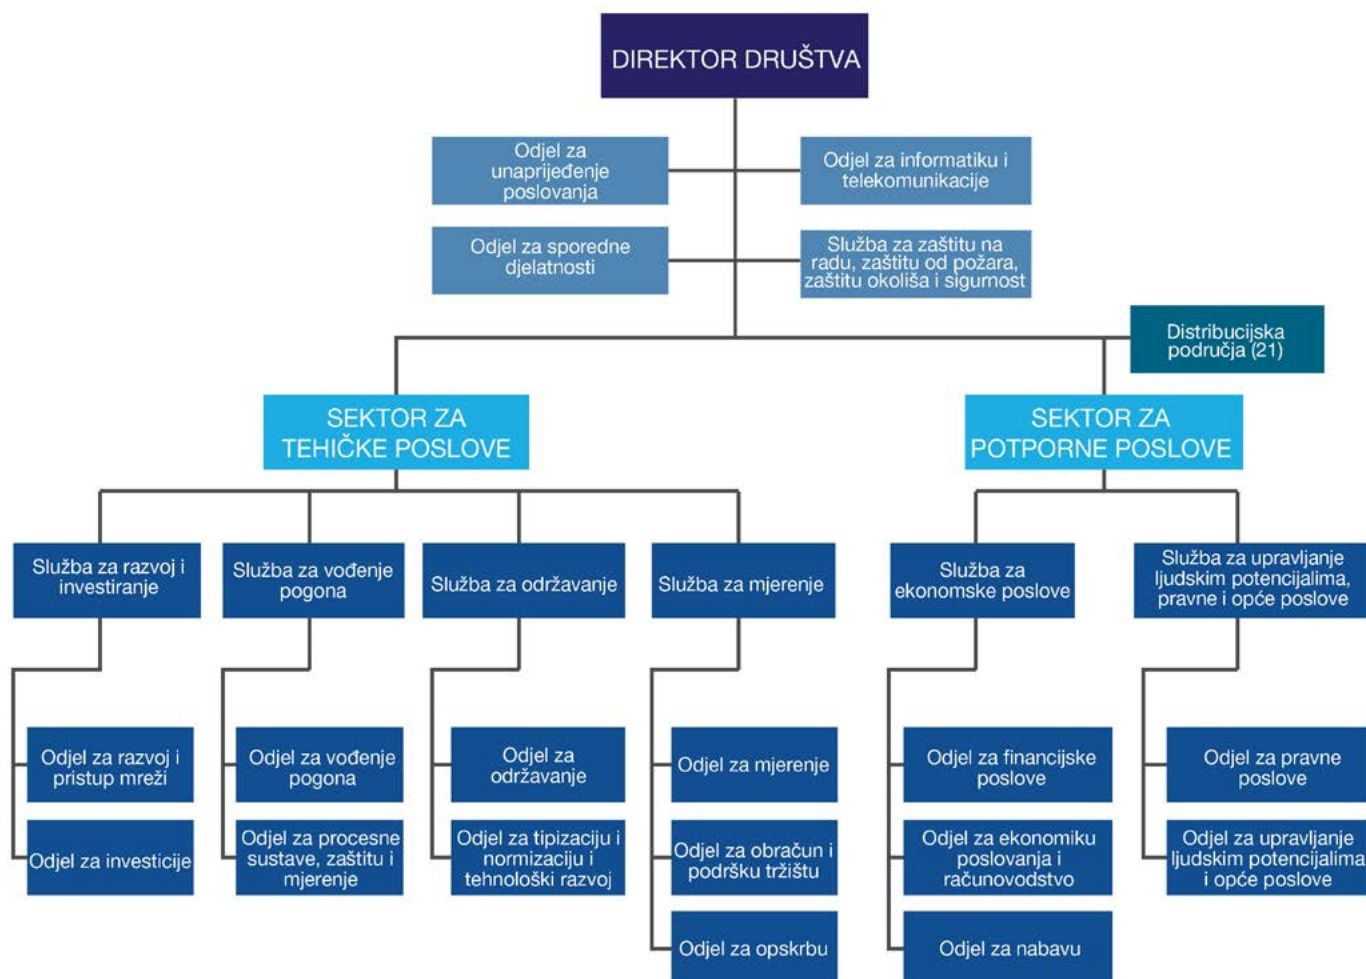 DIREKTOR DRUŠTVA
Odjel za
unaprijeđenje
poslovanja
Odjel za informatiku i
telekomunikacije
Odjel za sporedne
djelatnosti
Služba za zaštitu na
radu, zaštitu od požara,
zaštitu okoliša i sigurnost
Distribucijska
područja (21)
SEKTOR ZA
TEHIČKE POSLOVE
SEKTOR ZA
POTPORNE POSLOVE
Služba za razvoj i
investiranje
Služba za vođenje
pogona
Služba za održavanje
Služba za mjerenje
Služba za
ekonomske poslove
Služba za upravljanje
ljudskim potencijalima,
pravne i opće poslove
Odjel za razvoj i
pristup mreži
Odjel za vođenje
pogona
Odjel za
održavanje
Odjel za mjerenje
Odjel za financijske
poslove
Odjel za pravne
poslove
Odjel za investicije
Odjel za procesne
sustave, zaštitu i
mjerenje
Odjel za tipizaciju i
normizaciju i
tehnološki razvoj
Odjel za obračun i
podršku tržištu
Odjel za ekonomiku
poslovanja i
računovodstvo
Odjel za upravljanje
ljudskim potencijalima
i opće poslove
Odjel za opskrbu
Odjel za nabavu